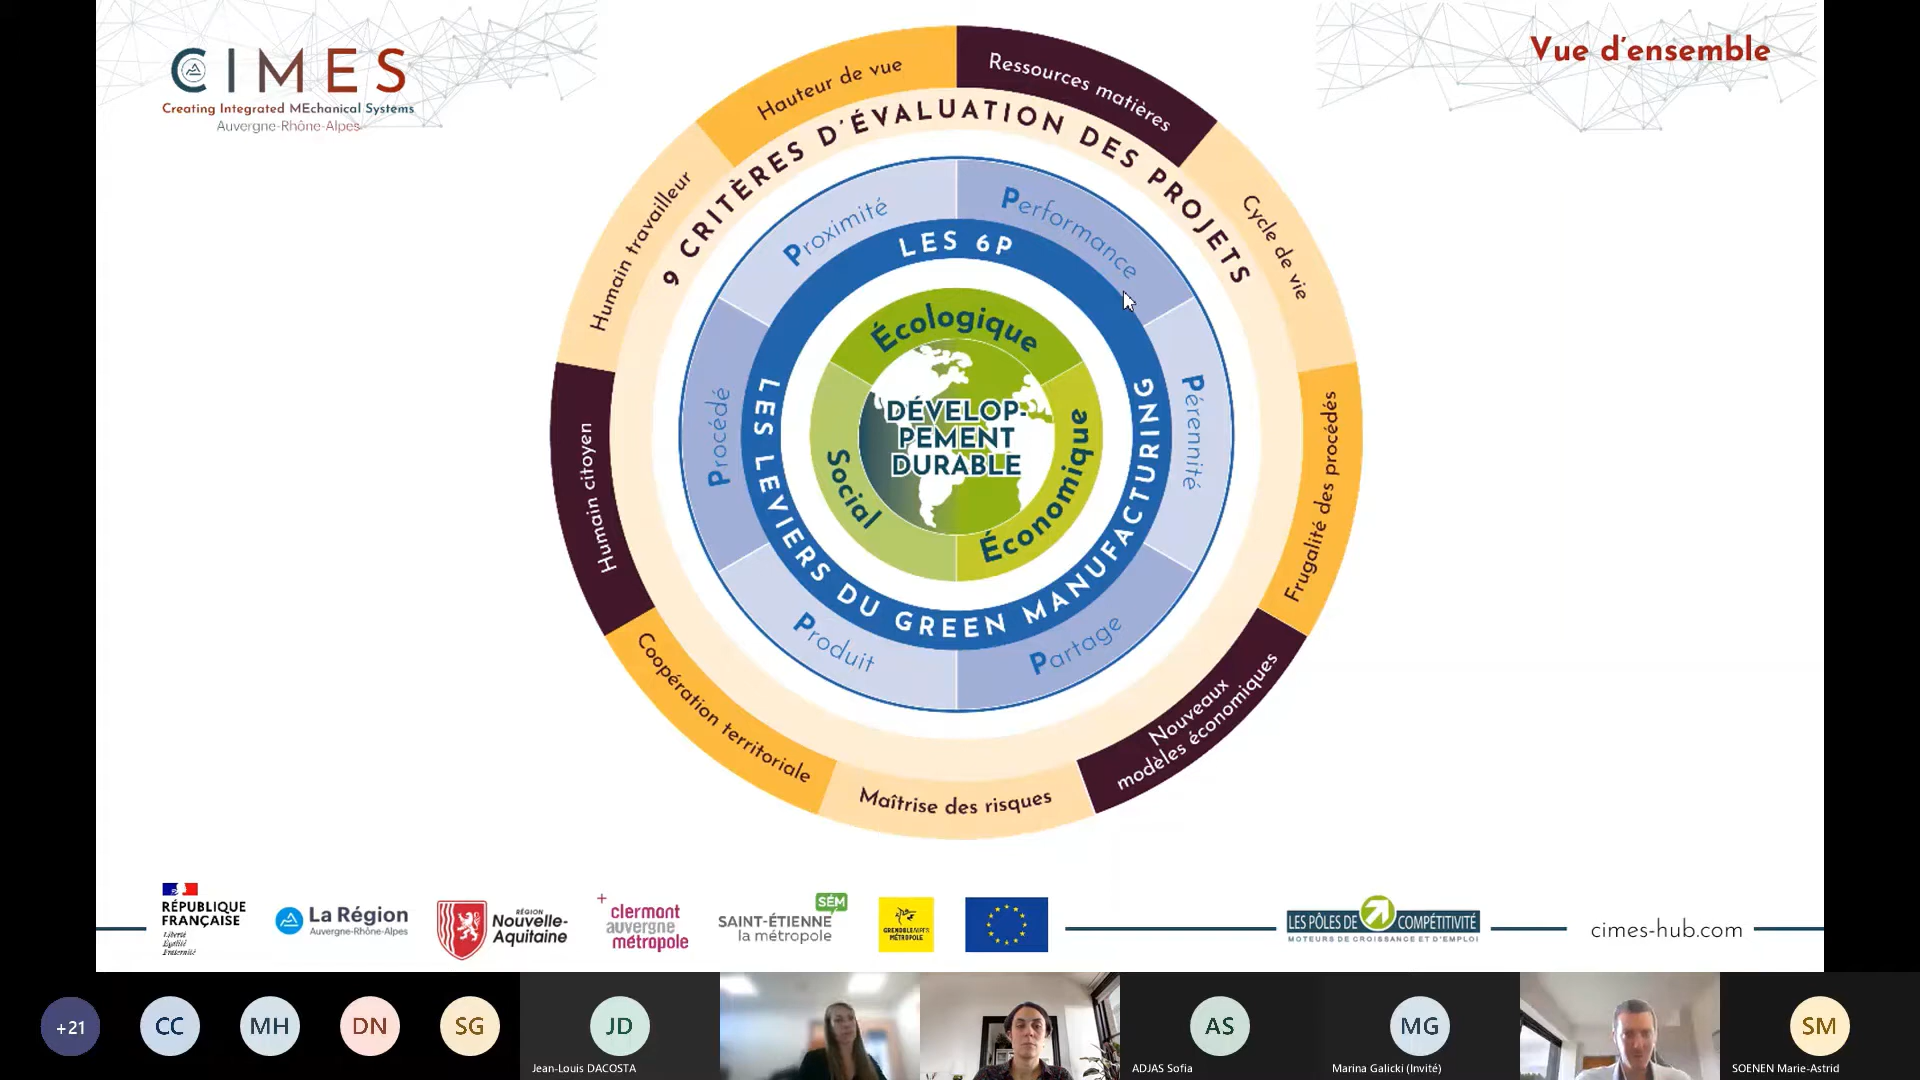 CIMES
Creating Integrated MEchanical Systems
Auvergne-Rhône-Alpes
Vue d'ensemble
Hauteur de vue
Ressources matières
Cycle de vie
Frugalité des procédés
Nouveaux
modèles économiques
Maîtrise des risques
Coopération territoriale
Humain citoyen
Humain travailleur
9 CRITÈRES D'ÉVALUATION DES PROJETS
Proximité
Performance
Pérennité
Partage
Produit
Procédé
LES 6P
LES LEVIERS DU GREEN MANUFACTURING
Écologique
Économique
Social
DÉVELOP-
PEMENT
DURABLE
RÉPUBLIQUE
FRANÇAISE
Liberté
Égalité
Fraternité
La Région
Auvergne-Rhône-Alpes
RÉGION
Nouvelle-
Aquitaine
clermont
auvergne
métropole
SÉM
SAINT-ÉTIENNE
la métropole
GRENOBLEALPES
MÉTROPOLE
LES PÔLES DE COMPÉTITIVITÉ
MOTEURS DE CROISSANCE ET D'EMPLOI
cimes-hub.com
+21
CC
MH
DN
SG
JD
AS
MG
SM
Jean-Louis DACOSTA
ADJAS Sofia
Marina Galicki (Invité)
SOENEN Marie-Astrid